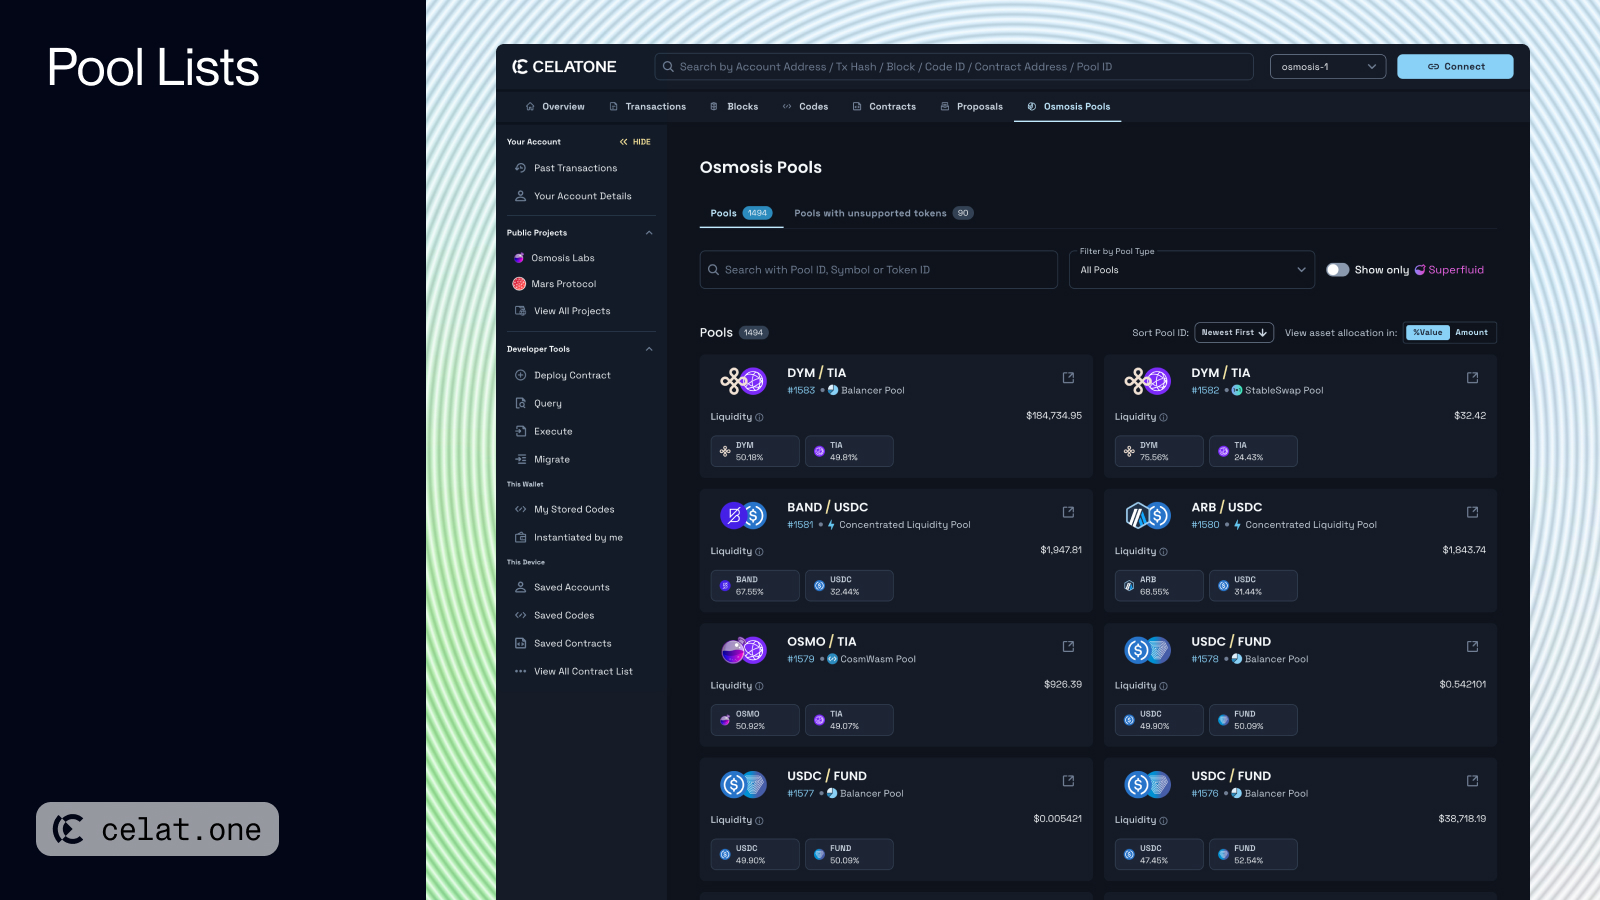 Pool Lists
CELATONE
Search by Account Address / Tx Hash / Block / Code ID / Contract Address / Pool ID
osmosis-1
Connect
Overview
Transactions
Blocks
Codes
Contracts
Proposals
Osmosis Pools
Your Account
HIDE
Past Transactions
Your Account Details
Public Projects
Osmosis Labs
Mars Protocol
View All Projects
Developer Tools
Deploy Contract
Query
Execute
Migrate
This Wallet
My Stored Codes
Instantiated by me
This Device
Saved Accounts
Saved Codes
Saved Contracts
View All Contract List
Osmosis Pools
Pools 1494
Pools with unsupported tokens 90
Search with Pool ID, Symbol or Token ID
Filter by Pool Type
All Pools
Show only Superfluid
Pools 1494
Sort Pool ID: Newest First
View asset allocation in: %Value Amount
DYM / TIA
#1583 • Balancer Pool
Liquidity $184,734.95
DYM
50.18%
TIA
49.81%
DYM / TIA
#1582 • StableSwap Pool
Liquidity $32.42
DYM
75.56%
TIA
24.43%
BAND / USDC
#1581 • Concentrated Liquidity Pool
Liquidity $1,947.81
BAND
67.55%
USDC
32.44%
ARB / USDC
#1580 • Concentrated Liquidity Pool
Liquidity $1,843.74
ARB
68.55%
USDC
31.44%
OSMO / TIA
#1579 • CosmWasm Pool
Liquidity $926.39
OSMO
50.92%
TIA
49.07%
USDC / FUND
#1578 • Balancer Pool
Liquidity $0.542101
USDC
49.90%
FUND
50.09%
USDC / FUND
#1577 • Balancer Pool
Liquidity $0.005421
USDC
49.90%
FUND
50.09%
USDC / FUND
#1576 • Balancer Pool
Liquidity $38,718.19
USDC
47.45%
FUND
52.54%
celat.one